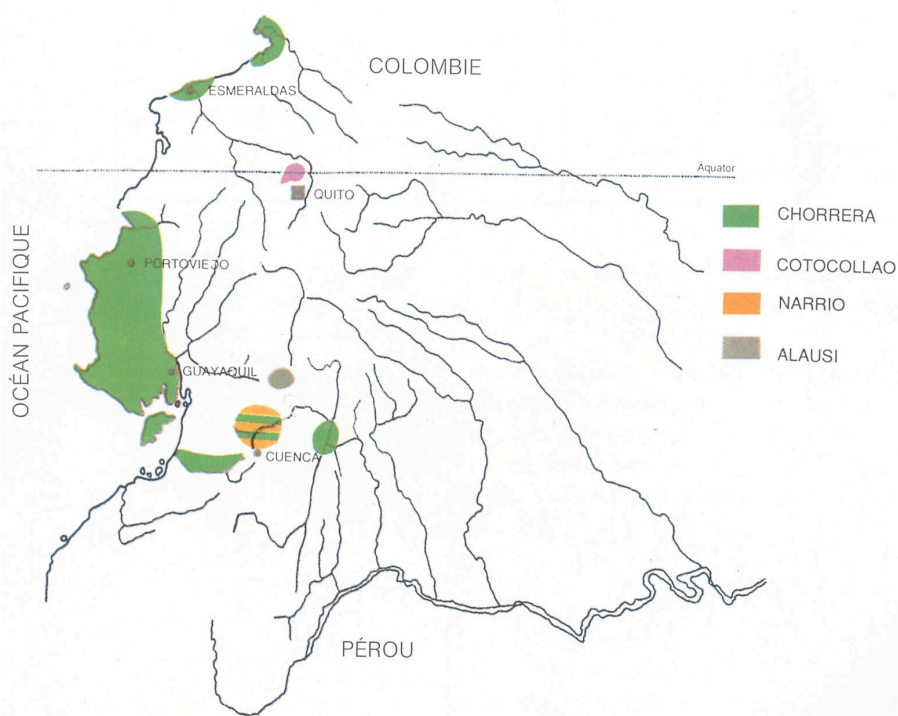 COLOMBIE
ESMERALDAS
Äquator
QUITO
CHORRERA
COTOCOLLAO
NARRIO
ALAUSI
OCÉAN PACIFIQUE
PORTOVIEJO
GUAYAQUIL
CUENCA
PÉROU